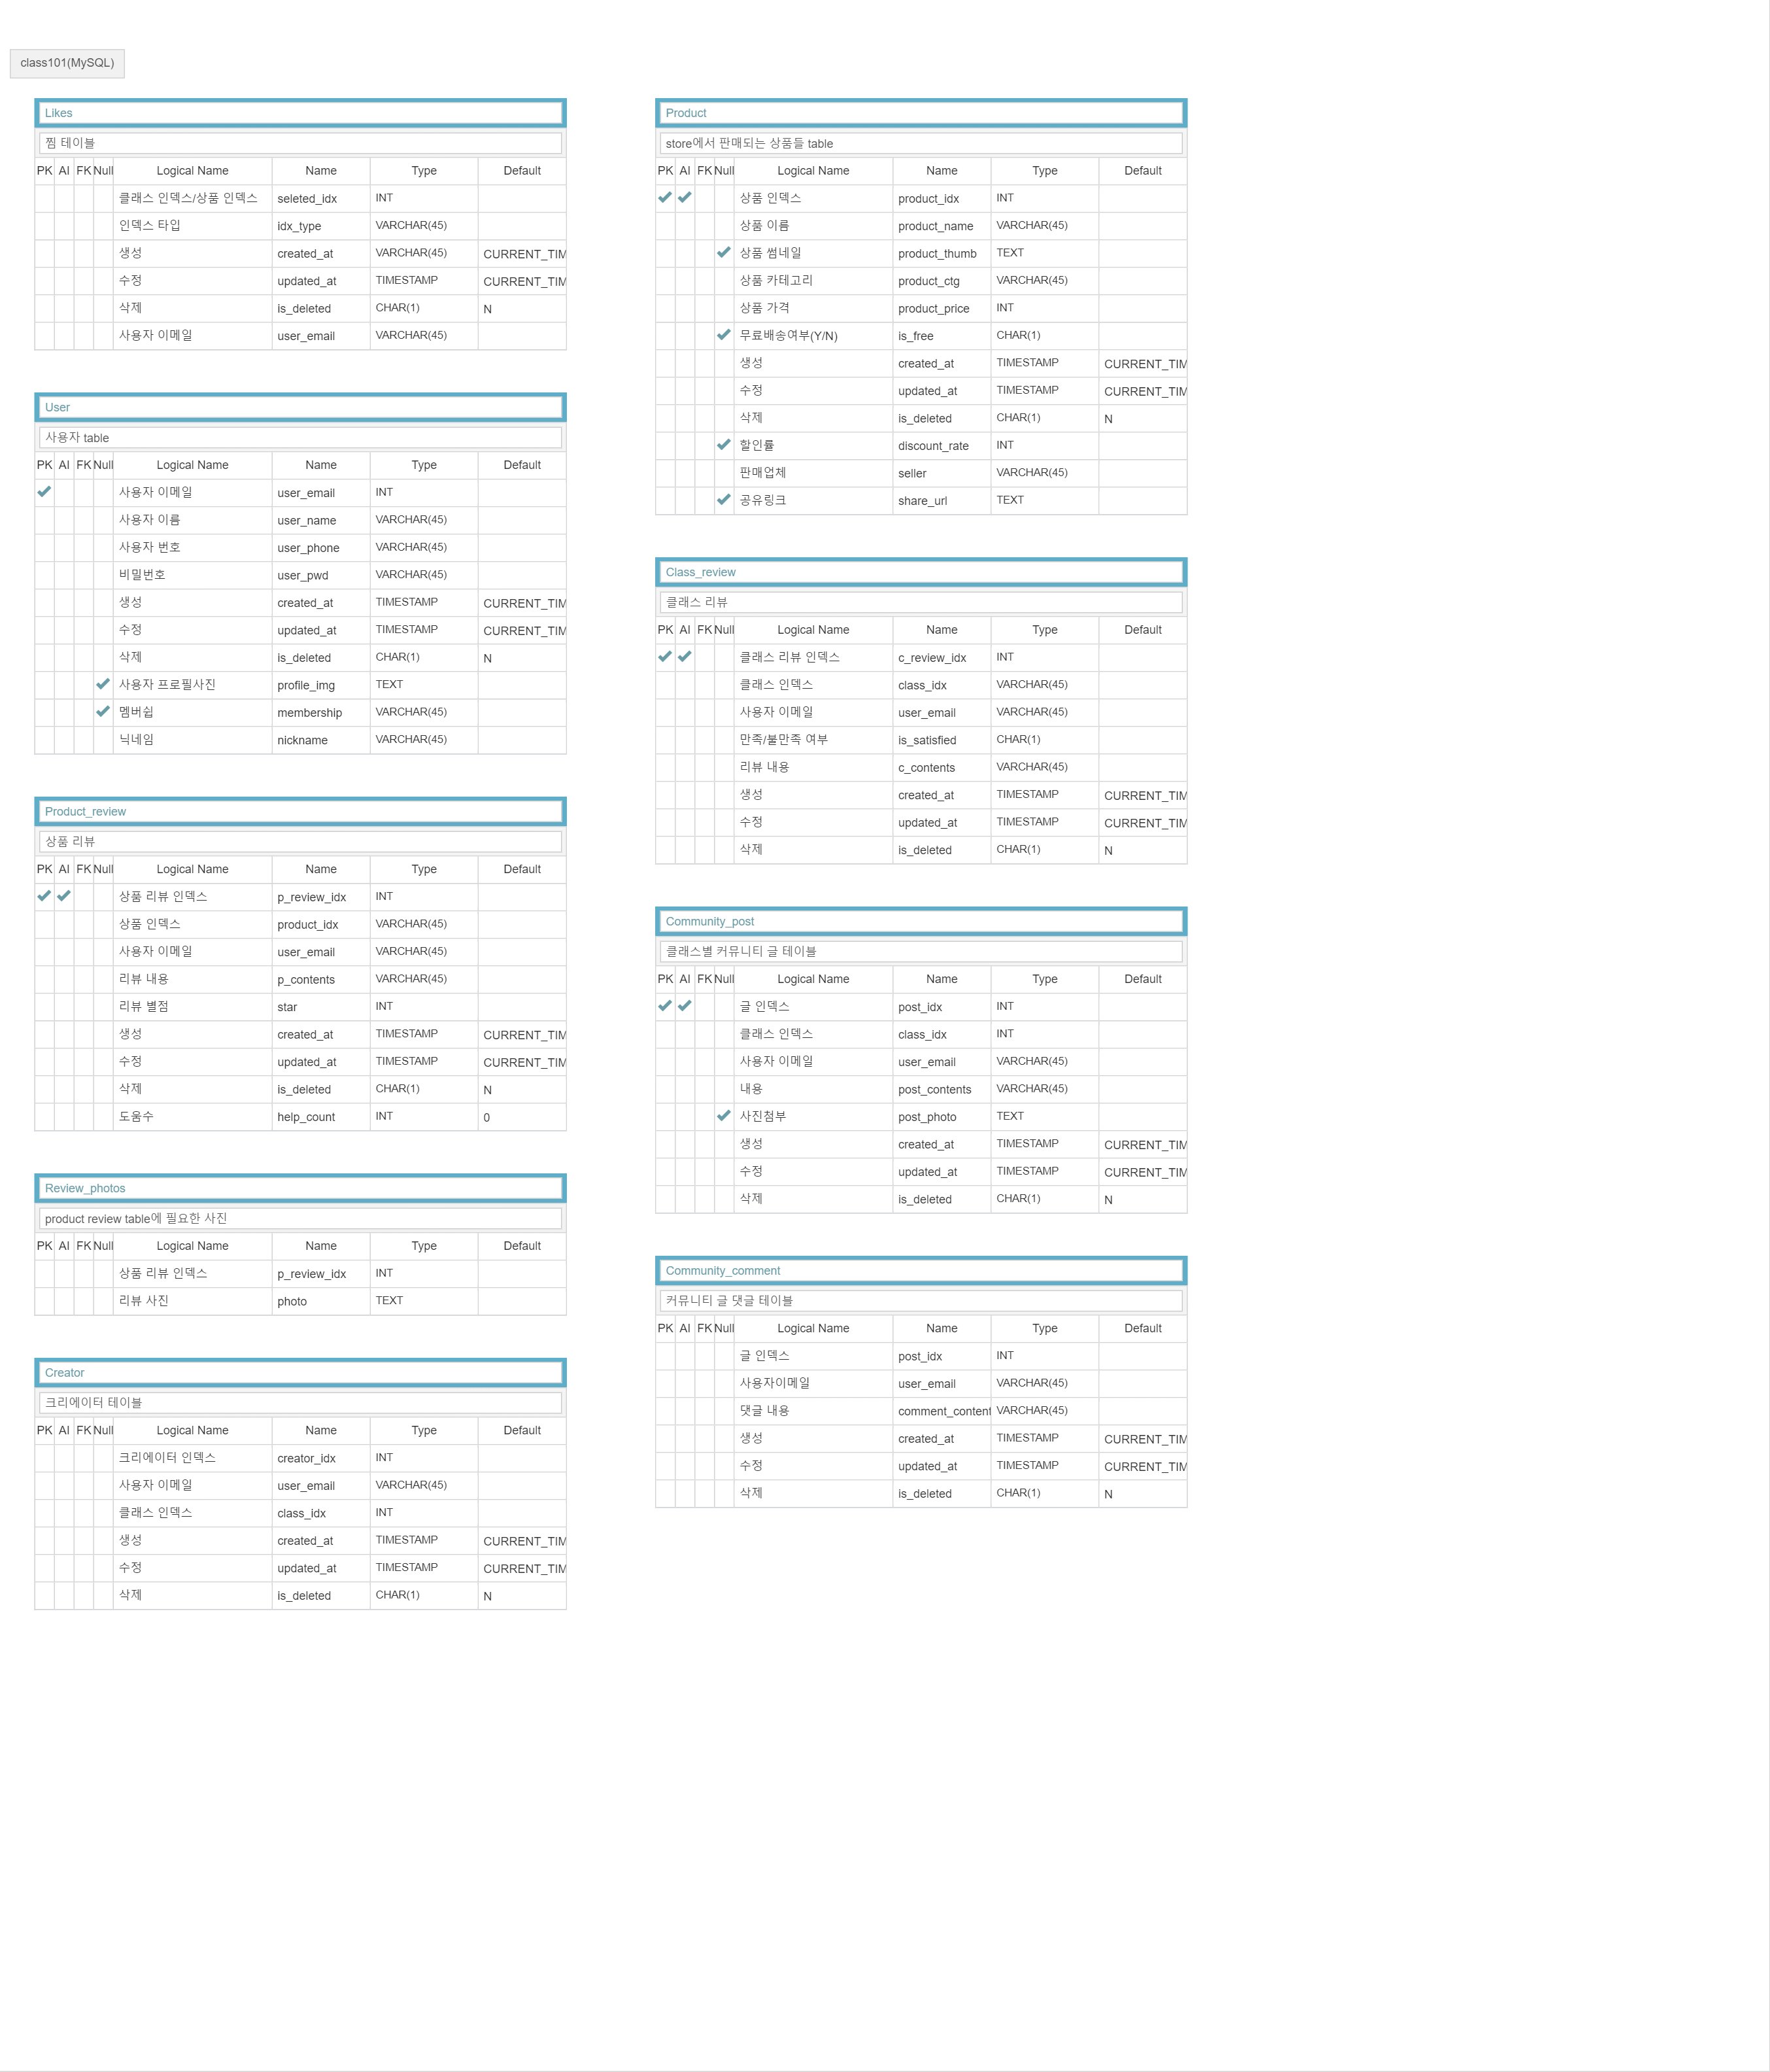 class101(MySQL)
Likes
찜 테이블
PK AI FK Null Logical Name Name Type Default
클래스 인덱스/상품 인덱스 seleted_idx INT
인덱스 타입 idx_type VARCHAR(45)
생성 created_at VARCHAR(45) CURRENT_TIM
수정 updated_at TIMESTAMP CURRENT_TIM
삭제 is_deleted CHAR(1) N
사용자 이메일 user_email VARCHAR(45)
User
사용자 table
PK AI FK Null Logical Name Name Type Default
사용자 이메일 user_email INT
사용자 이름 user_name VARCHAR(45)
사용자 번호 user_phone VARCHAR(45)
비밀번호 user_pwd VARCHAR(45)
생성 created_at TIMESTAMP CURRENT_TIM
수정 updated_at TIMESTAMP CURRENT_TIM
삭제 is_deleted CHAR(1) N
사용자 프로필사진 profile_img TEXT
멤버쉽 membership VARCHAR(45)
닉네임 nickname VARCHAR(45)
Product_review
상품 리뷰
PK AI FK Null Logical Name Name Type Default
상품 리뷰 인덱스 p_review_idx INT
상품 인덱스 product_idx VARCHAR(45)
사용자 이메일 user_email VARCHAR(45)
리뷰 내용 p_contents VARCHAR(45)
리뷰 별점 star INT
생성 created_at TIMESTAMP CURRENT_TIM
수정 updated_at TIMESTAMP CURRENT_TIM
삭제 is_deleted CHAR(1) N
도움수 help_count INT 0
Review_photos
product review table에 필요한 사진
PK AI FK Null Logical Name Name Type Default
상품 리뷰 인덱스 p_review_idx INT
리뷰 사진 photo TEXT
Creator
크리에이터 테이블
PK AI FK Null Logical Name Name Type Default
크리에이터 인덱스 creator_idx INT
사용자 이메일 user_email VARCHAR(45)
클래스 인덱스 class_idx INT
생성 created_at TIMESTAMP CURRENT_TIM
수정 updated_at TIMESTAMP CURRENT_TIM
삭제 is_deleted CHAR(1) N
Product
store에서 판매되는 상품들 table
PK AI FK Null Logical Name Name Type Default
상품 인덱스 product_idx INT
상품 이름 product_name VARCHAR(45)
상품 썸네일 product_thumb TEXT
상품 카테고리 product_ctg VARCHAR(45)
상품 가격 product_price INT
무료배송여부(Y/N) is_free CHAR(1)
생성 created_at TIMESTAMP CURRENT_TIM
수정 updated_at TIMESTAMP CURRENT_TIM
삭제 is_deleted CHAR(1) N
할인률 discount_rate INT
판매업체 seller VARCHAR(45)
공유링크 share_url TEXT
Class_review
클래스 리뷰
PK AI FK Null Logical Name Name Type Default
클래스 리뷰 인덱스 c_review_idx INT
클래스 인덱스 class_idx VARCHAR(45)
사용자 이메일 user_email VARCHAR(45)
만족/불만족 여부 is_satisfied CHAR(1)
리뷰 내용 c_contents VARCHAR(45)
생성 created_at TIMESTAMP CURRENT_TIM
수정 updated_at TIMESTAMP CURRENT_TIM
삭제 is_deleted CHAR(1) N
Community_post
클래스별 커뮤니티 글 테이블
PK AI FK Null Logical Name Name Type Default
글 인덱스 post_idx INT
클래스 인덱스 class_idx INT
사용자 이메일 user_email VARCHAR(45)
내용 post_contents VARCHAR(45)
사진첨부 post_photo TEXT
생성 created_at TIMESTAMP CURRENT_TIM
수정 updated_at TIMESTAMP CURRENT_TIM
삭제 is_deleted CHAR(1) N
Community_comment
커뮤니티 글 댓글 테이블
PK AI FK Null Logical Name Name Type Default
글 인덱스 post_idx INT
사용자이메일 user_email VARCHAR(45)
댓글 내용 comment_content VARCHAR(45)
생성 created_at TIMESTAMP CURRENT_TIM
수정 updated_at TIMESTAMP CURRENT_TIM
삭제 is_deleted CHAR(1) N